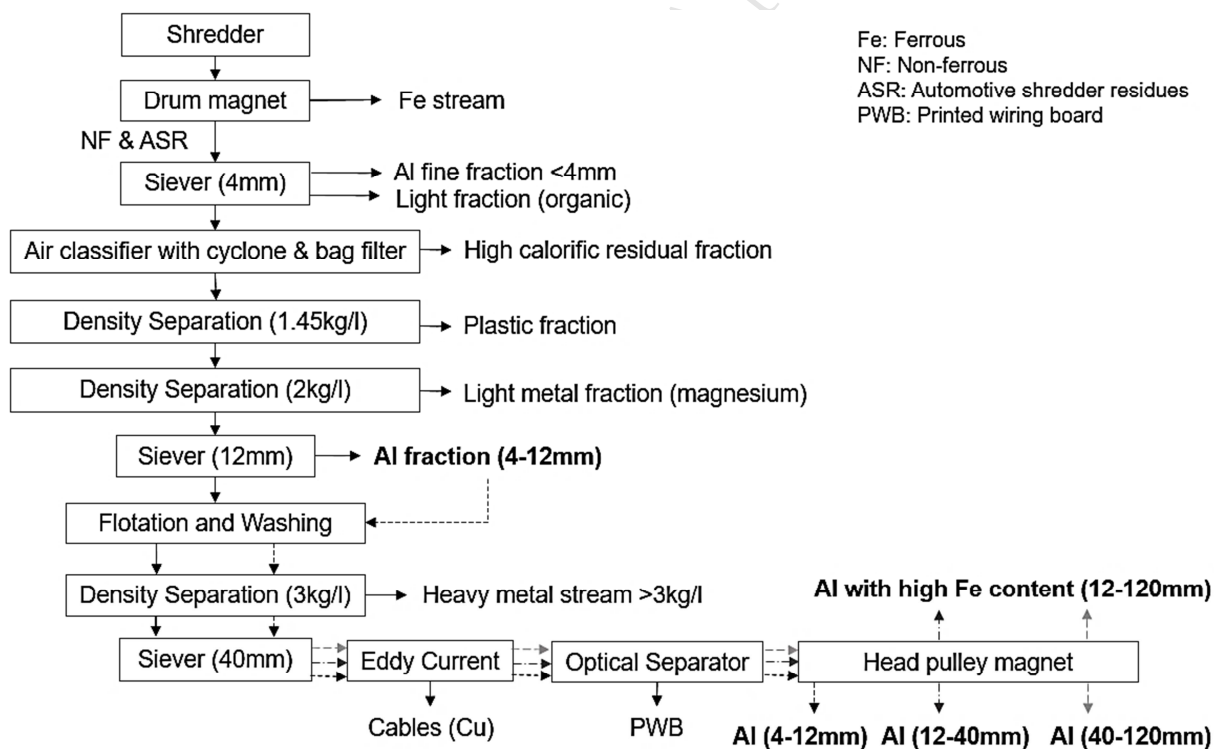 Shredder
Fe: Ferrous
NF: Non-ferrous
ASR: Automotive shredder residues
PWB: Printed wiring board
Drum magnet
Fe stream
NF & ASR
Siever (4mm)
Al fine fraction <4mm
Light fraction (organic)
Air classifier with cyclone & bag filter
High calorific residual fraction
Density Separation (1.45kg/l)
Plastic fraction
Density Separation (2kg/l)
Light metal fraction (magnesium)
Siever (12mm)
Al fraction (4-12mm)
Flotation and Washing
Density Separation (3kg/l)
Heavy metal stream >3kg/l
Al with high Fe content (12-120mm)
Siever (40mm)
Eddy Current
Optical Separator
Head pulley magnet
Cables (Cu)
PWB
Al (4-12mm)
Al (12-40mm)
Al (40-120mm)